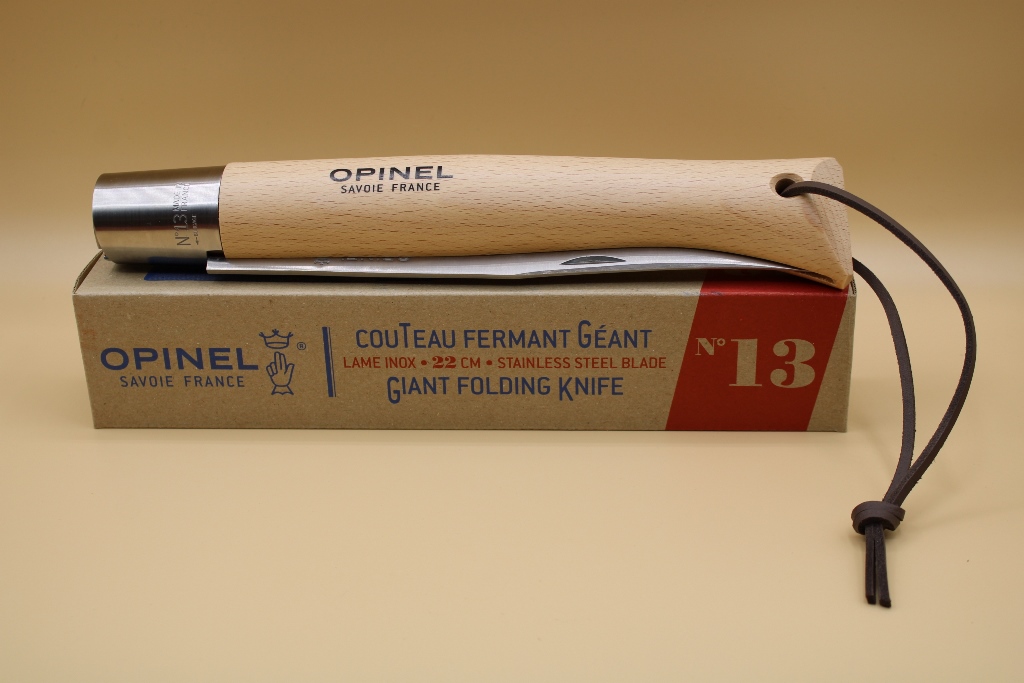 OPINEL
SAVOIE FRANCE
N°13
OPINEL ®
SAVOIE FRANCE
COUTEAU FERMANT GÉANT
LAME INOX • 22 CM • STAINLESS STEEL BLADE
GIANT FOLDING KNIFE
N° 13